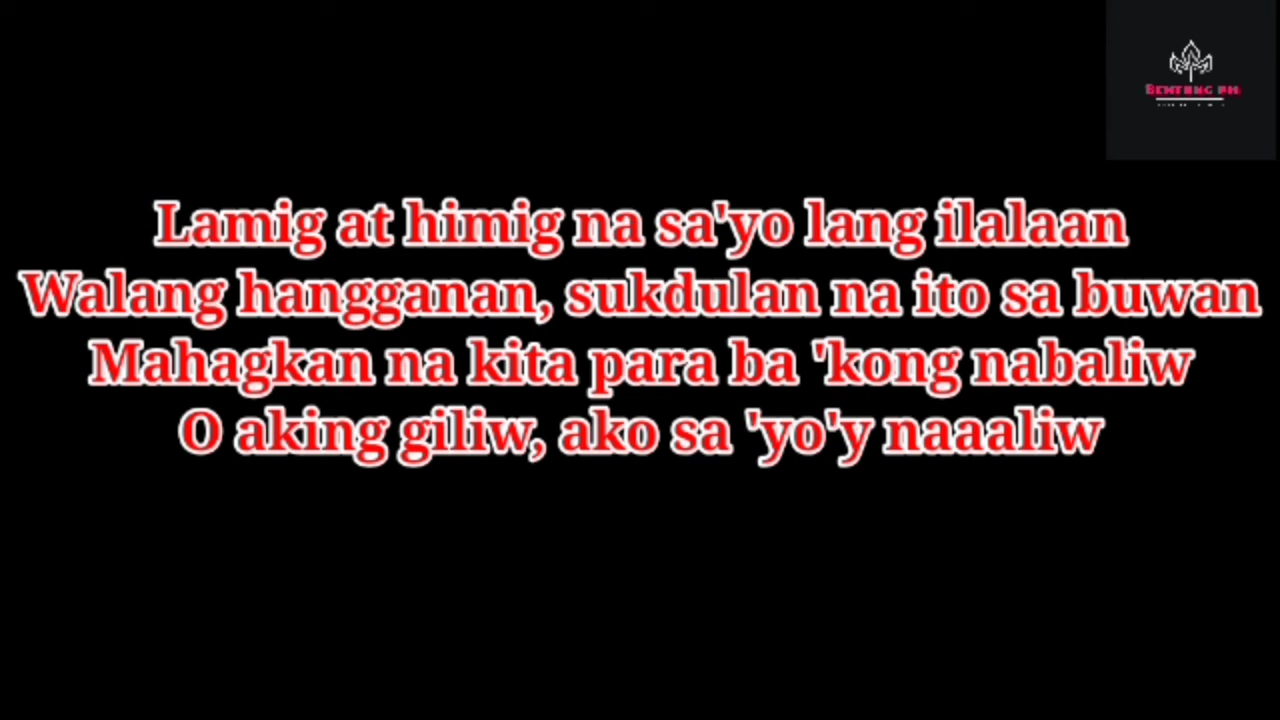 Lamig at himig na sa'yo lang ilalaan
Walang hangganan, sukdulan na ito sa buwan
Mahagkan na kita para ba 'kong nabaliw
O aking giliw, ako sa 'yo'y naaaliw